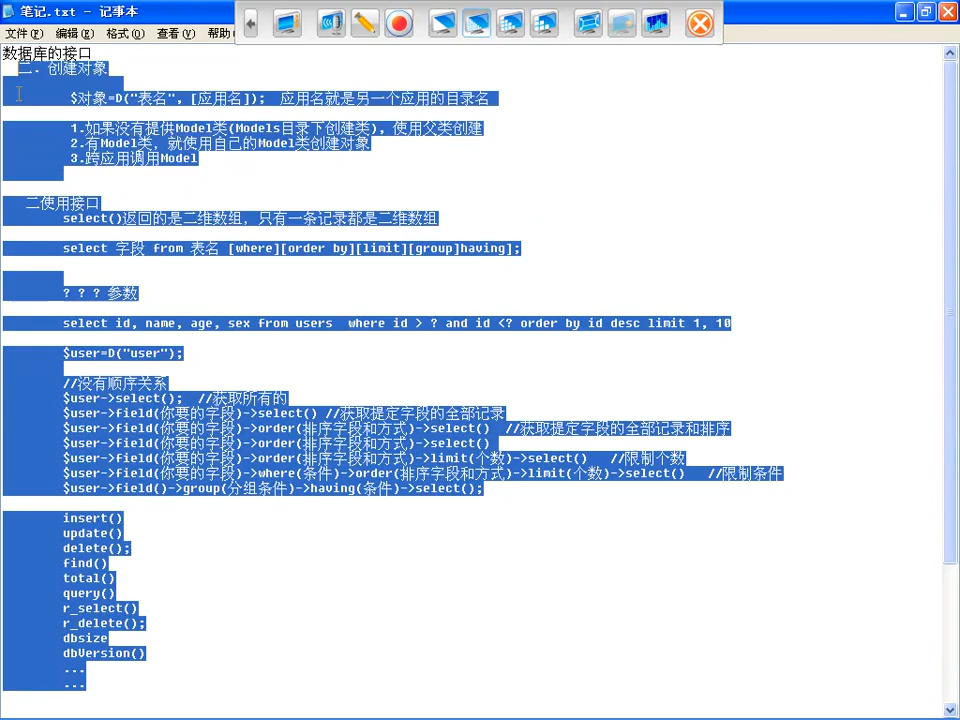 笔记.txt - 记事本
文件(F) 编辑(E) 格式(O) 查看(V) 帮助
数据库的接口
二. 创建对象
$对象=D("表名", [应用名]); 应用名就是另一个应用的目录名
1.如果没有提供Model类(Models目录下创建类), 使用父类创建
2.有Model类, 就使用自己的Model类创建对象
3.跨应用调用Model
二使用接口
select()返回的是二维数组, 只有一条记录都是二维数组
select 字段 from 表名 [where][order by][limit][group]having];
? ? ? 参数
select id, name, age, sex from users where id > ? and id <? order by id desc limit 1, 10
$user=D("user");
//没有顺序关系
$user->select(); //获取所有的
$user->field(你要的字段)->select() //获取提定字段的全部记录
$user->field(你要的字段)->order(排序字段和方式)->select() //获取提定字段的全部记录和排序
$user->field(你要的字段)->order(排序字段和方式)->select()
$user->field(你要的字段)->order(排序字段和方式)->limit(个数)->select() //限制个数
$user->field(你要的字段)->where(条件)->order(排序字段和方式)->limit(个数)->select() //限制条件
$user->field()->group(分组条件)->having(条件)->select();
insert()
update()
delete();
find()
total()
query()
r_select()
r_delete();
dbsize
dbVersion()
...
...